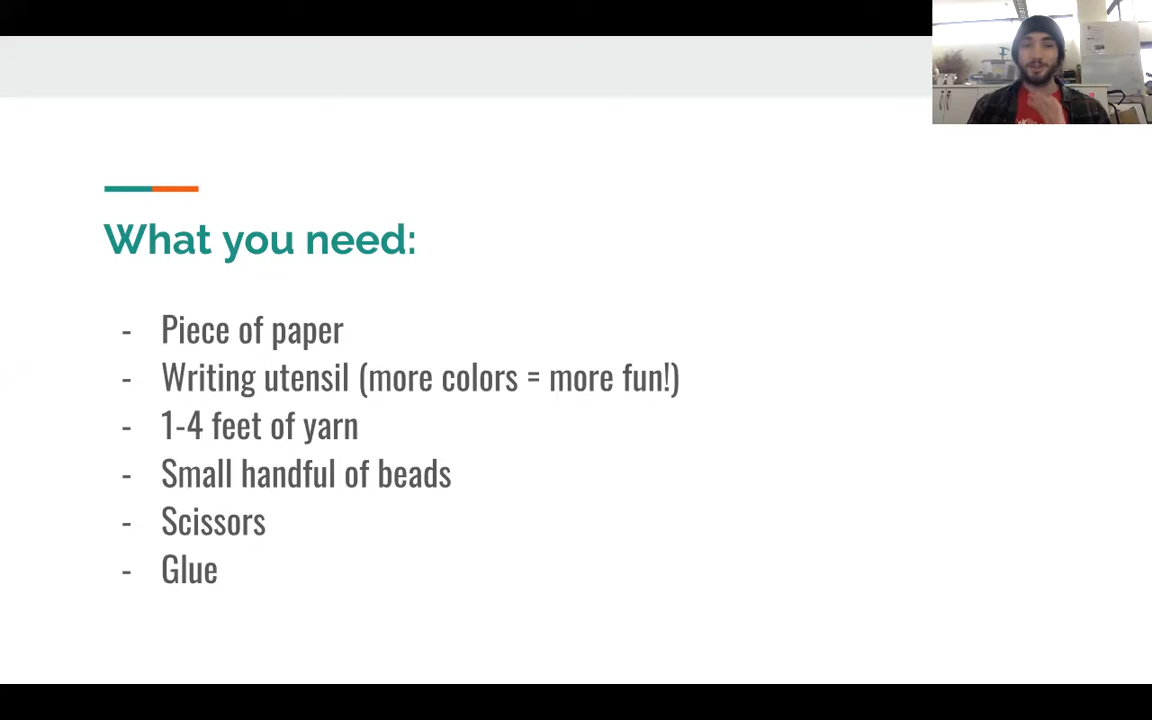 What you need:
- Piece of paper
- Writing utensil (more colors = more fun!)
- 1-4 feet of yarn
- Small handful of beads
- Scissors
- Glue